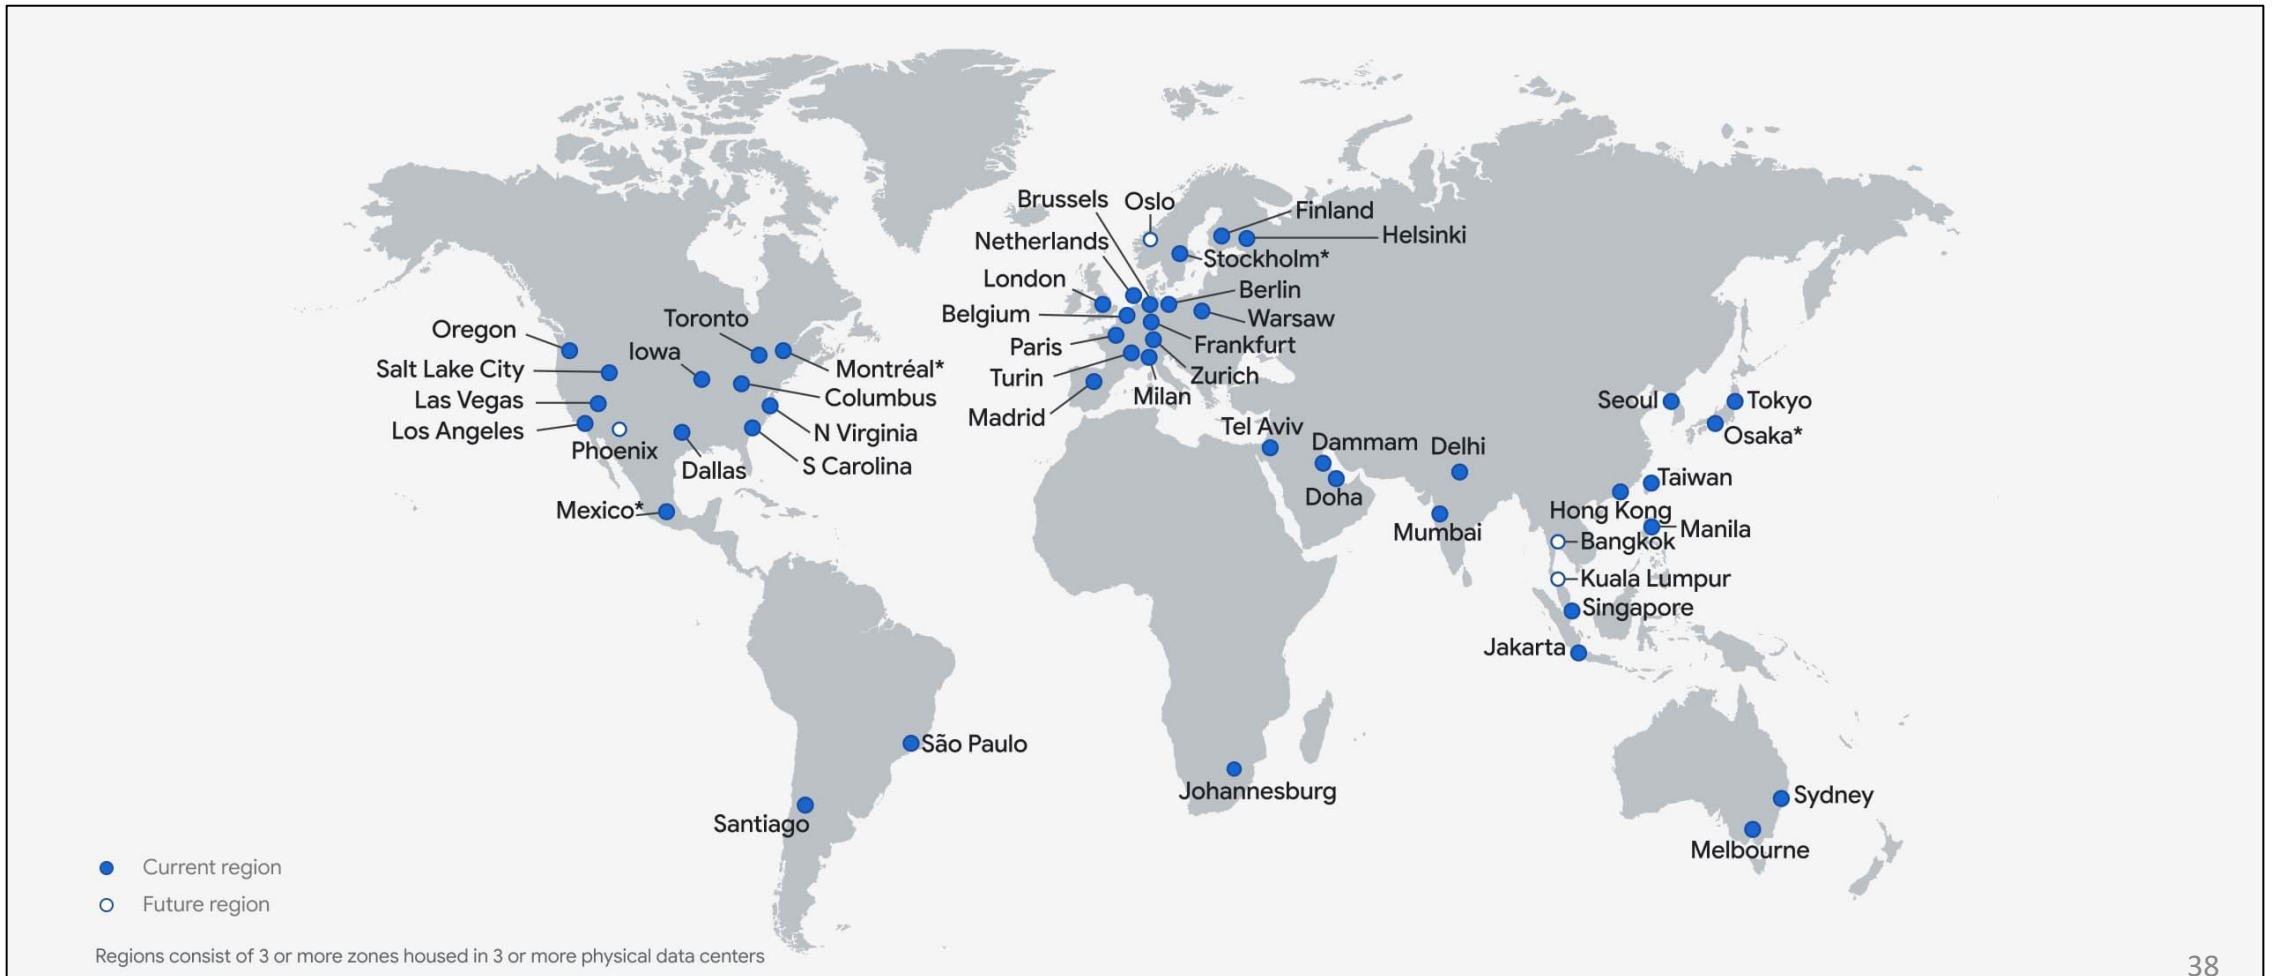 Brussels
Oslo
Finland
Netherlands
Helsinki
Stockholm*
London
Berlin
Belgium
Warsaw
Toronto
Oregon
Paris
Frankfurt
Iowa
Salt Lake City
Montréal*
Turin
Zurich
Las Vegas
Columbus
Milan
Seoul
Tokyo
Los Angeles
N Virginia
Madrid
Tel Aviv
Osaka*
Phoenix
Dallas
S Carolina
Dammam
Delhi
Taiwan
Doha
Mexico*
Hong Kong
Mumbai
Manila
Bangkok
Kuala Lumpur
Singapore
Jakarta
São Paulo
Johannesburg
Sydney
Santiago
Melbourne
Current region
Future region
Regions consist of 3 or more zones housed in 3 or more physical data centers
38